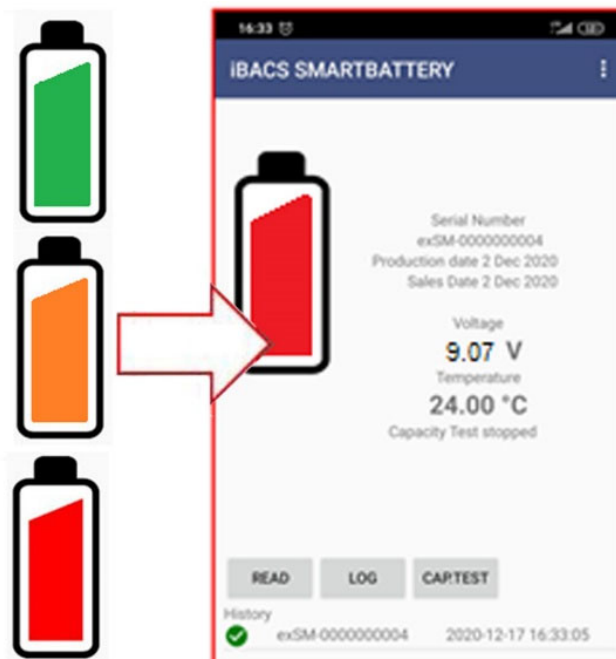 16:33
iBACS SMARTBATTERY
Serial Number
exSM-0000000004
Production date 2 Dec 2020
Sales Date 2 Dec 2020
Voltage
9.07 V
Temperature
24.00 °C
Capacity Test stopped
READ LOG CAP.TEST
History
exSM-0000000004 2020-12-17 16:33:05